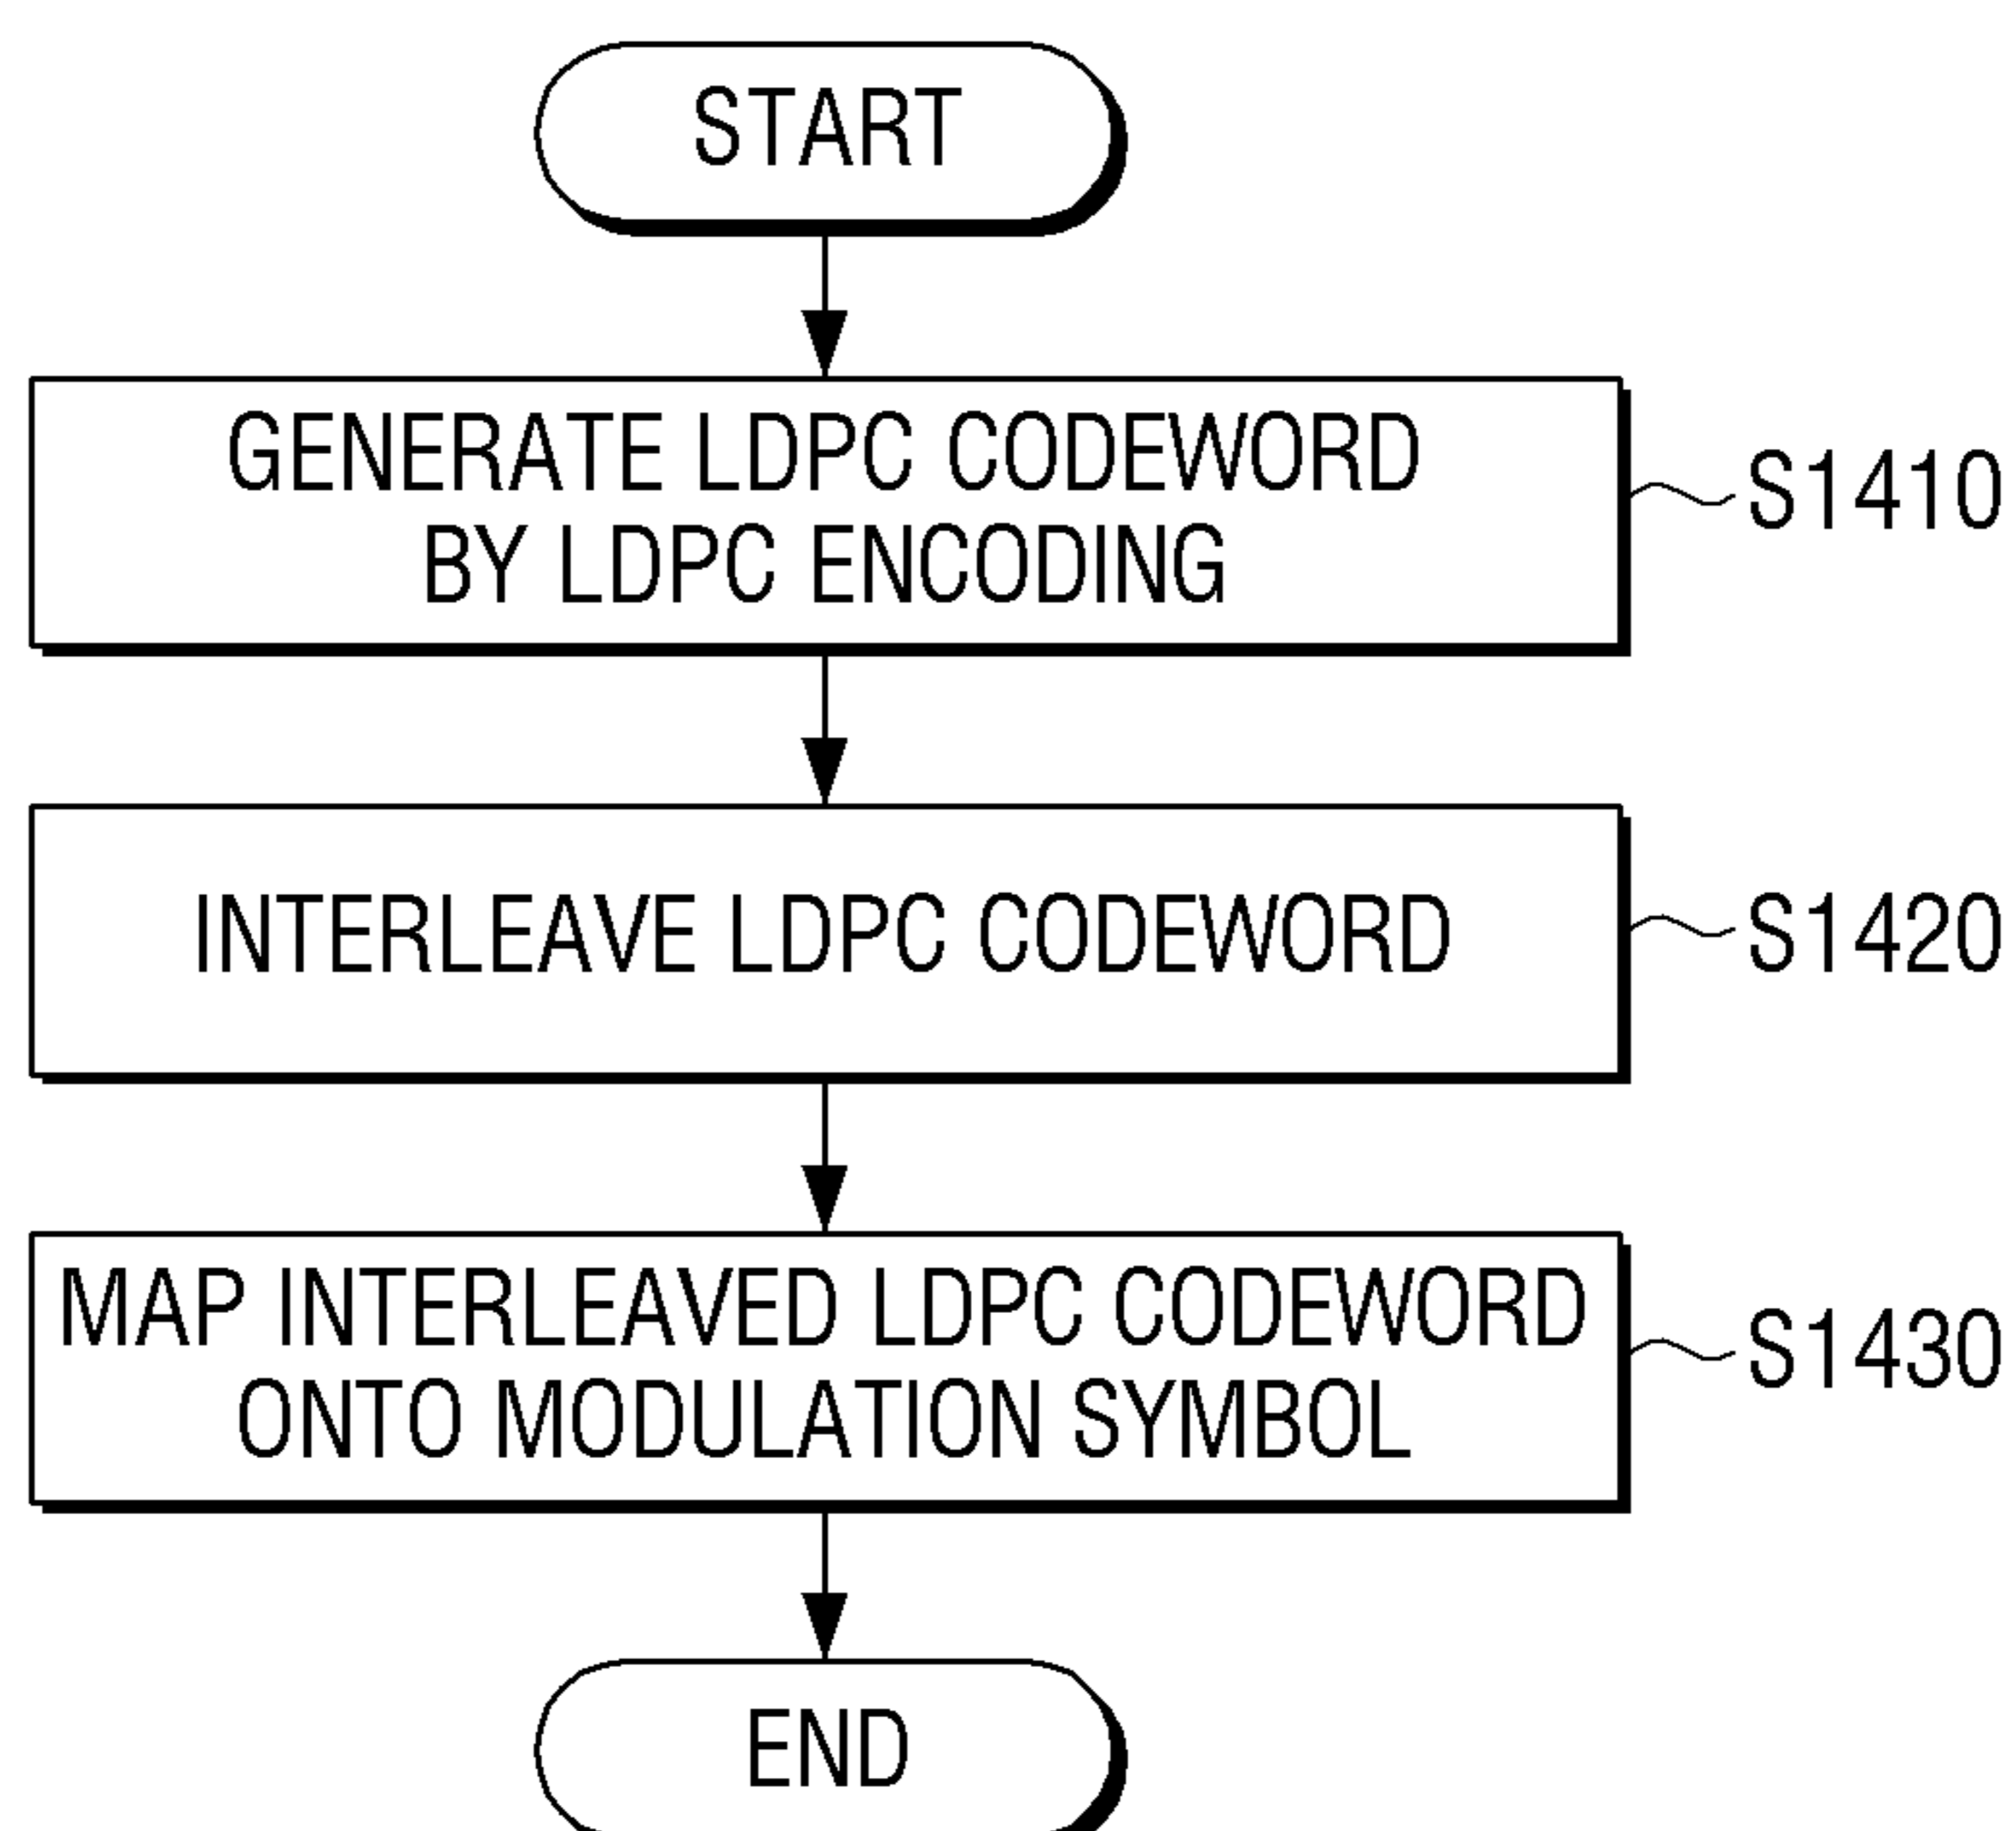 START
GENERATE LDPC CODEWORD
BY LDPC ENCODING
S1410
INTERLEAVE LDPC CODEWORD
S1420
MAP INTERLEAVED LDPC CODEWORD
ONTO MODULATION SYMBOL
S1430
END